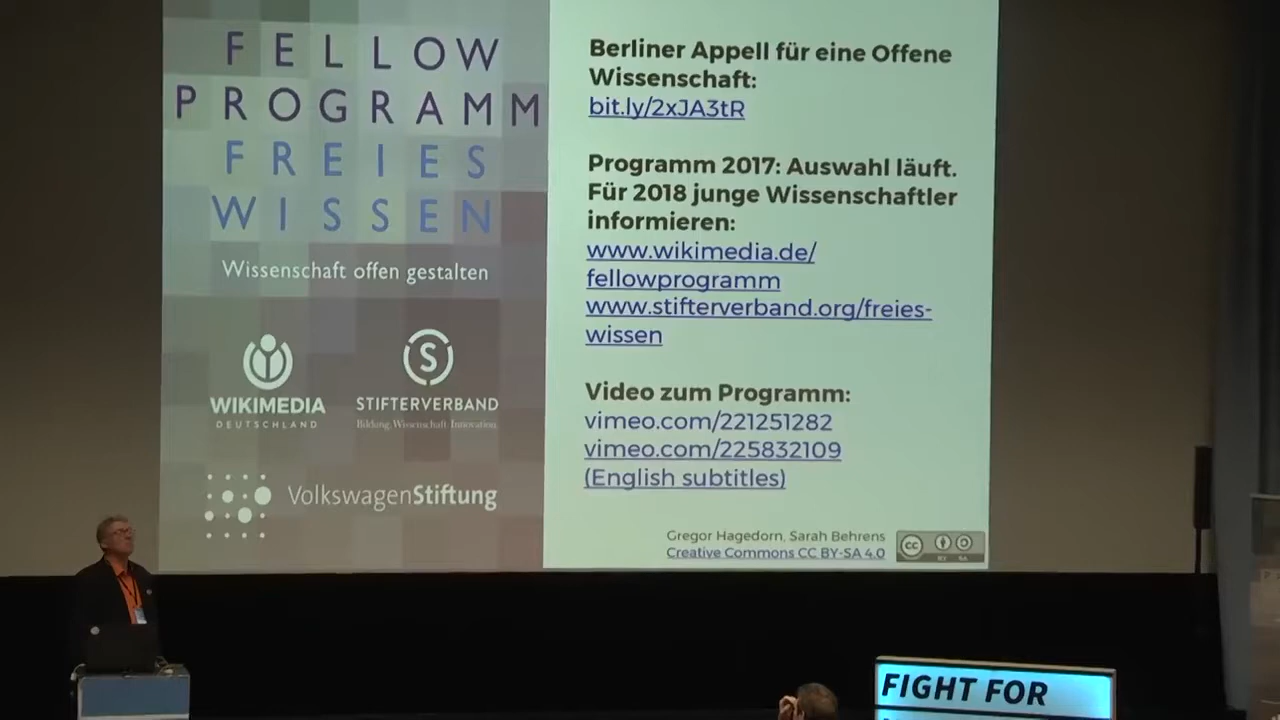 FELLOW
PROGRAMM
FREIES
WISSEN
Wissenschaft offen gestalten
WIKIMEDIA
DEUTSCHLAND
STIFTERVERBAND
Bildung. Wissenschaft. Innovation.
VolkswagenStiftung
Berliner Appell für eine Offene
Wissenschaft:
bit.ly/2xJA3tR
Programm 2017: Auswahl läuft.
Für 2018 junge Wissenschaftler
informieren:
www.wikimedia.de/
fellowprogramm
www.stifterverband.org/freies-
wissen
Video zum Programm:
vimeo.com/221251282
vimeo.com/225832109
(English subtitles)
Gregor Hagedorn, Sarah Behrens
Creative Commons CC BY-SA 4.0
cc
BY SA
FIGHT FOR